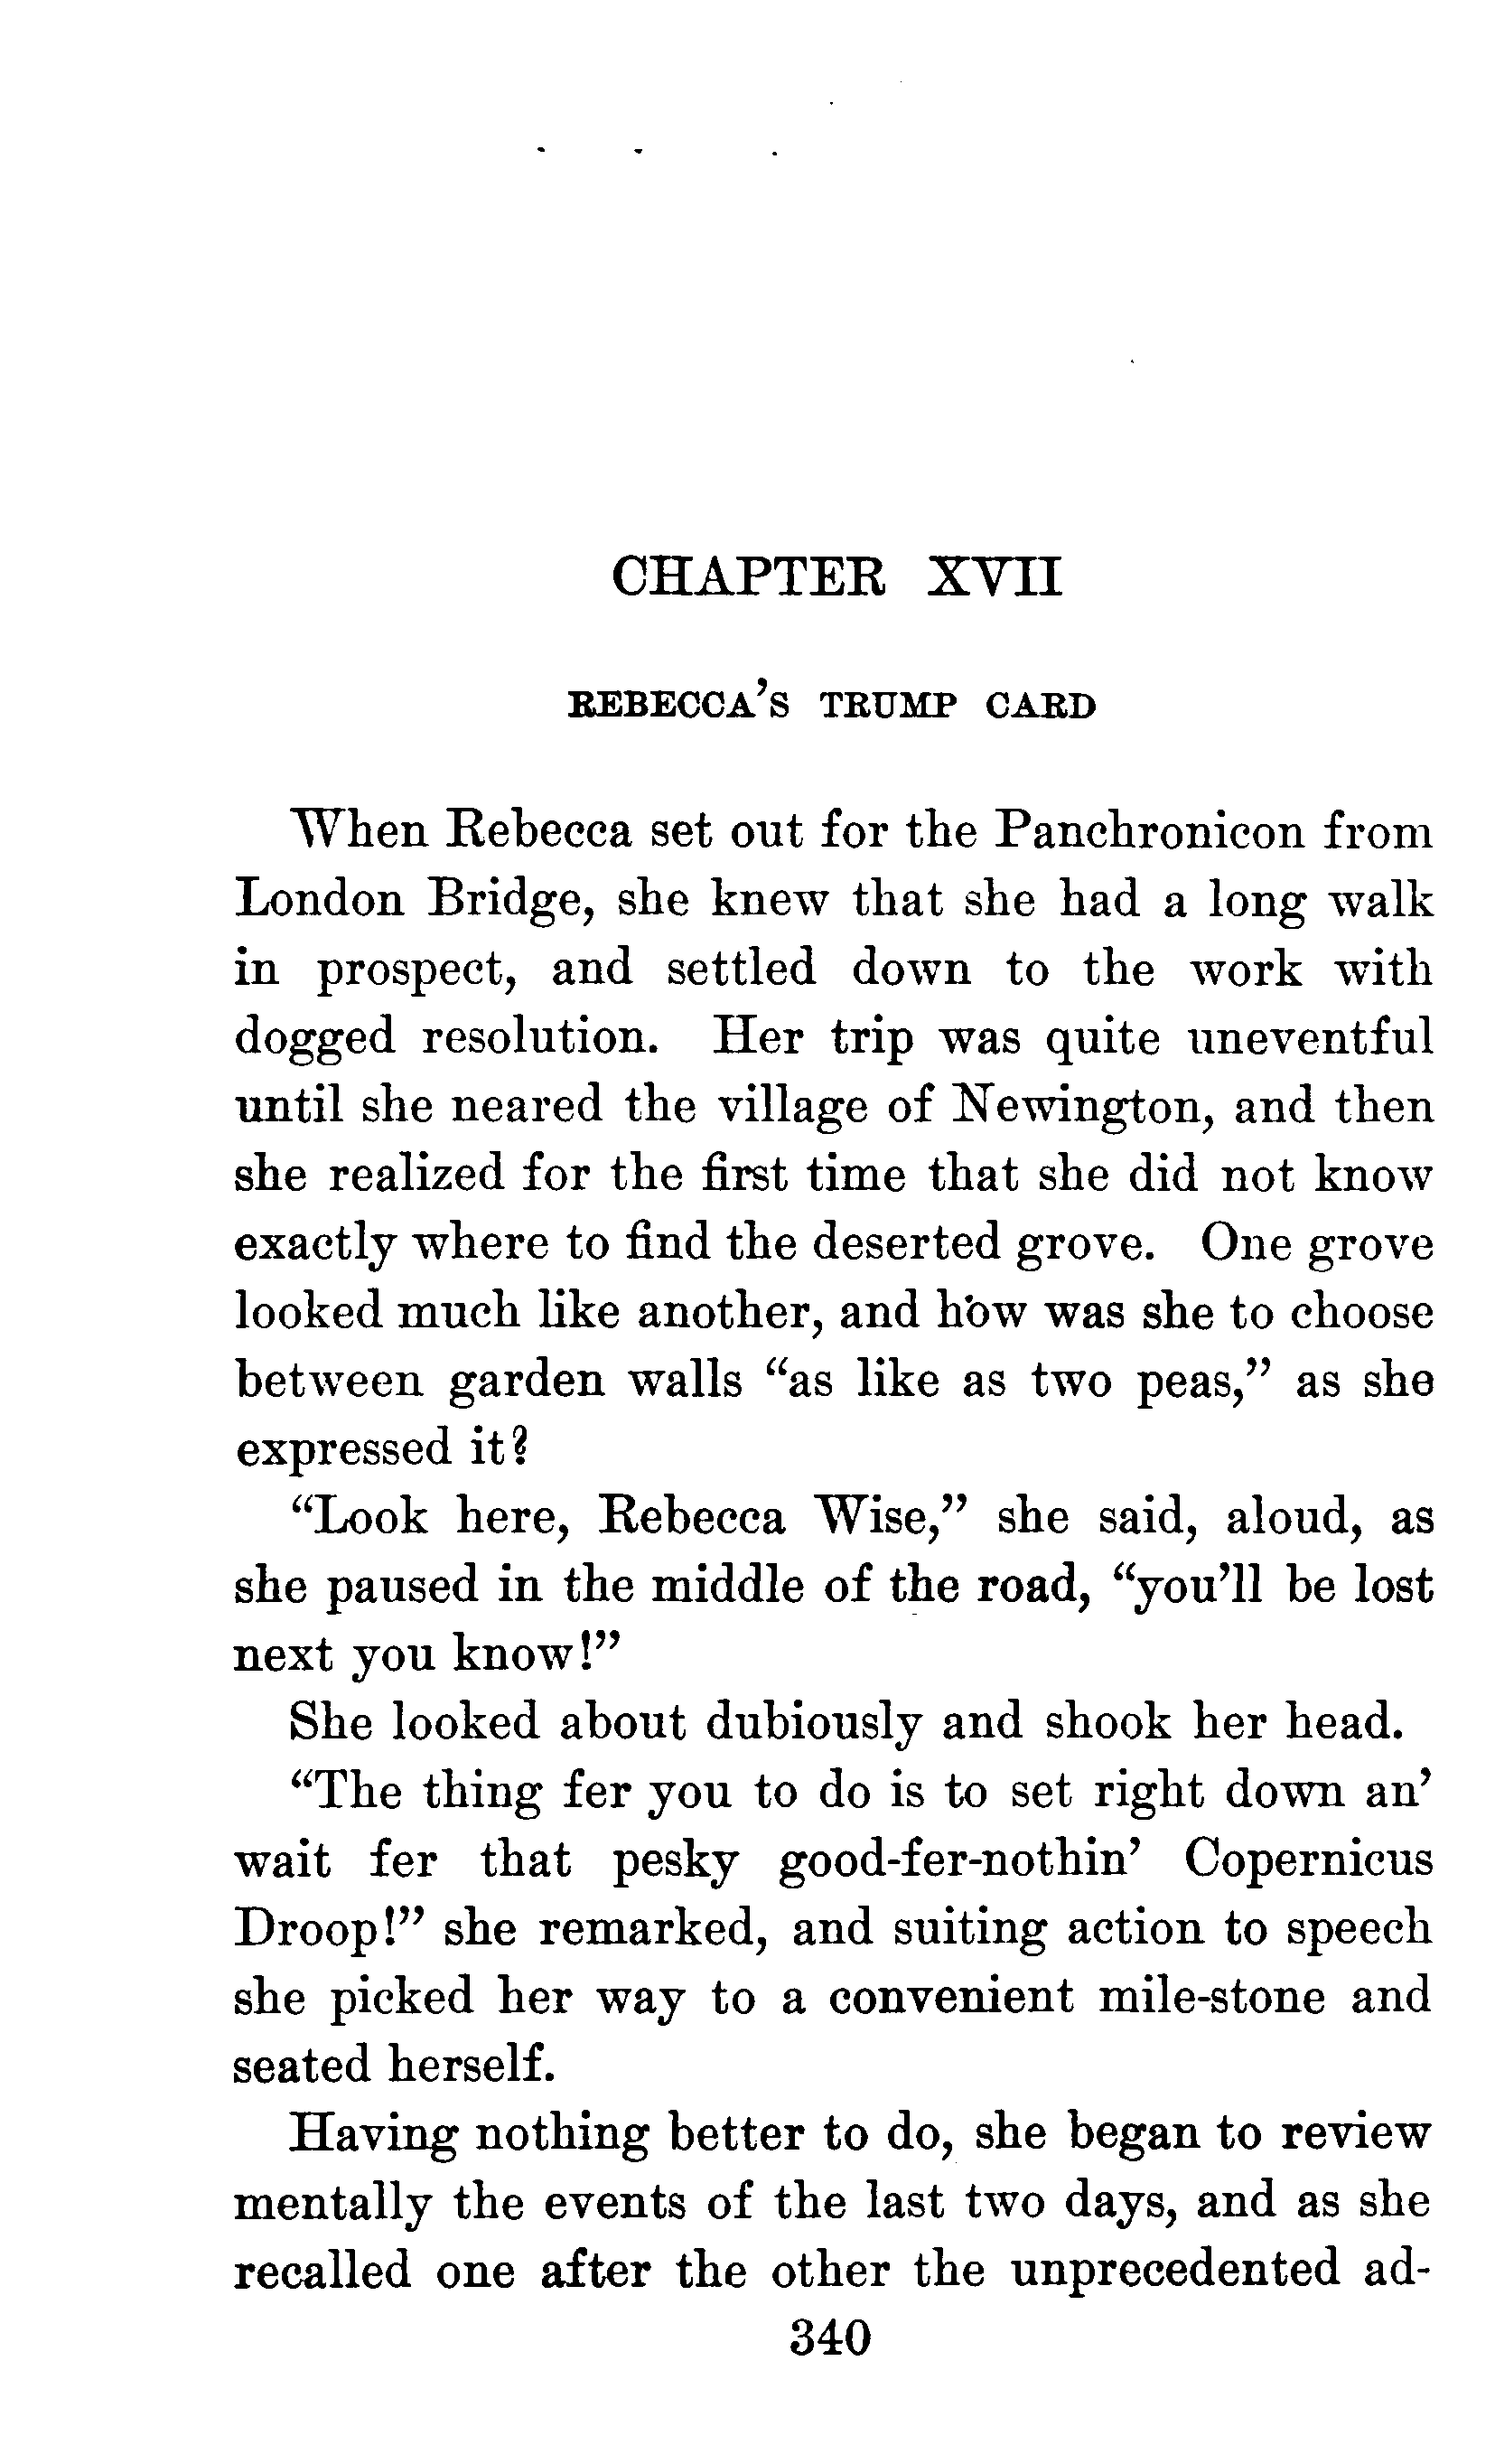 CHAPTER XVII
REBECCA'S TRUMP CARD
When Rebecca set out for the Panchronicon from
London Bridge, she knew that she had a long walk
in prospect, and settled down to the work with
dogged resolution. Her trip was quite uneventful
until she neared the village of Newington, and then
she realized for the first time that she did not know
exactly where to find the deserted grove. One grove
looked much like another, and how was she to choose
between garden walls “as like as two peas,” as she
expressed it?
“Look here, Rebecca Wise,” she said, aloud, as
she paused in the middle of the road, “you’ll be lost
next you know!”
She looked about dubiously and shook her head.
“The thing fer you to do is to set right down an’
wait fer that pesky good-fer-nothin’ Copernicus
Droop!” she remarked, and suiting action to speech
she picked her way to a convenient mile-stone and
seated herself.
Having nothing better to do, she began to review
mentally the events of the last two days, and as she
recalled one after the other the unprecedented ad-
340